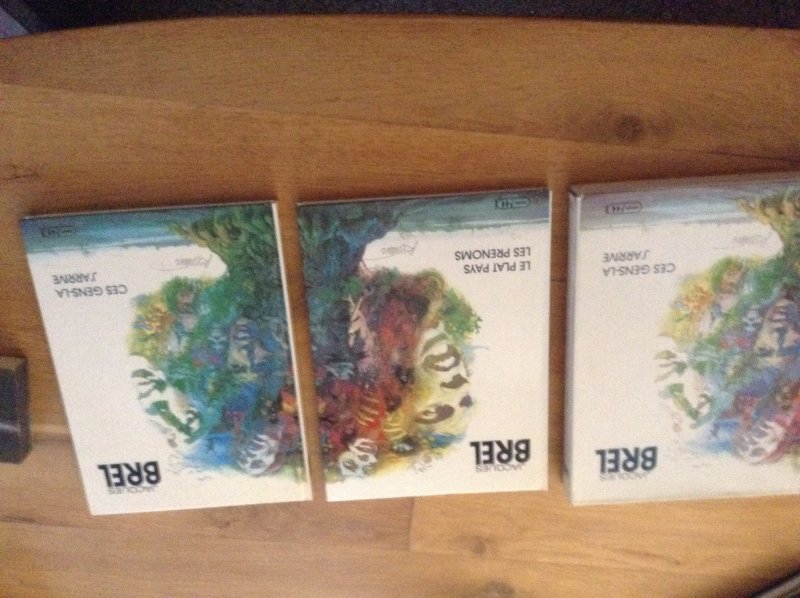 JACQUES
BREL
CES GENS-LA
J'ARRIVE
JACQUES
BREL
LE PLAT PAYS
LES PRENOMS
JACQUES
BREL
CES GENS-LA
J'ARRIVE